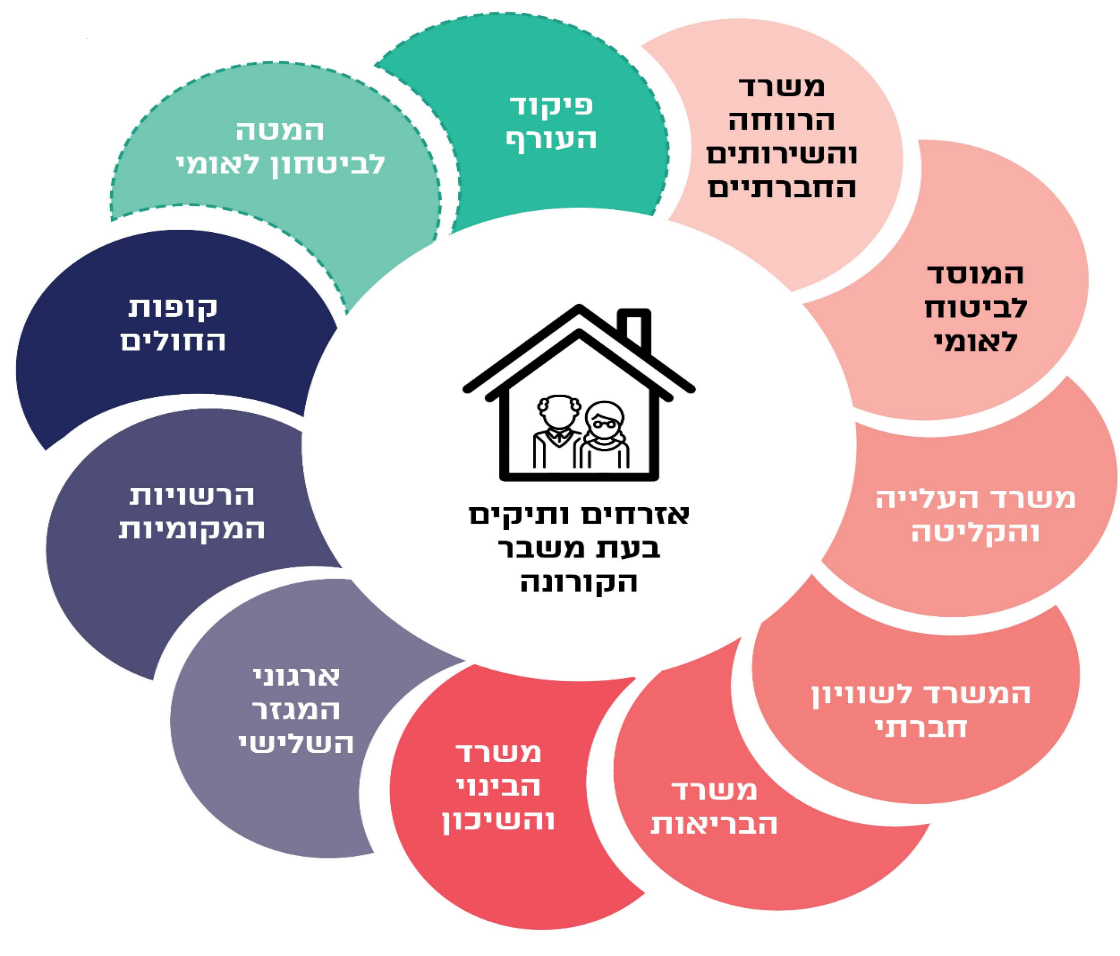 פיקוד
העורף
משרד
הרווחה
והשירותים
החברתיים
המוסד
לביטוח
לאומי
משרד העלייה
והקליטה
המשרד לשוויון
חברתי
משרד
הבריאות
משרד
הבינוי
והשיכון
ארגוני
המגזר
השלישי
הרשויות
המקומיות
קופות
החולים
המטה
לביטחון לאומי
אזרחים ותיקים
בעת משבר
הקורונה